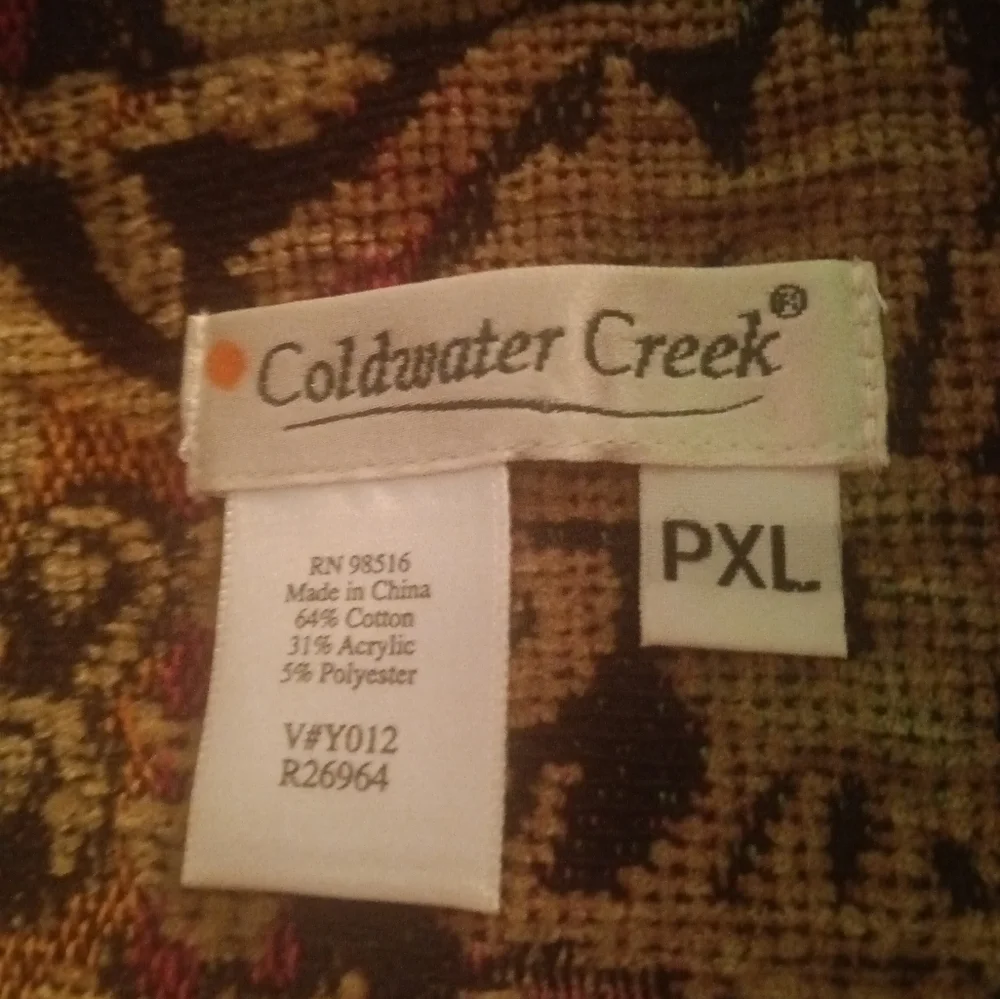 Coldwater Creek®
PXL
RN 98516
Made in China
64% Cotton
31% Acrylic
5% Polyester
V#Y012
R26964